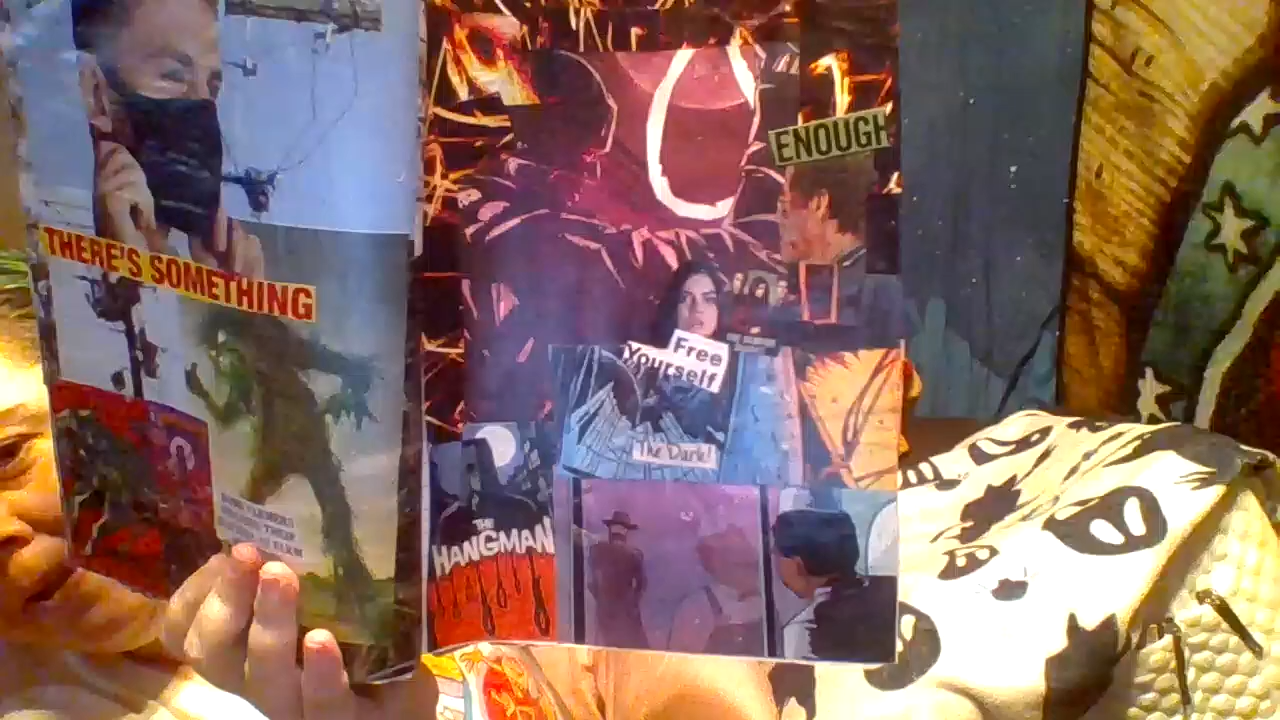 THERE'S SOMETHING
ENOUGH
Free
Yourself
The Dark!
THE
HANGMAN